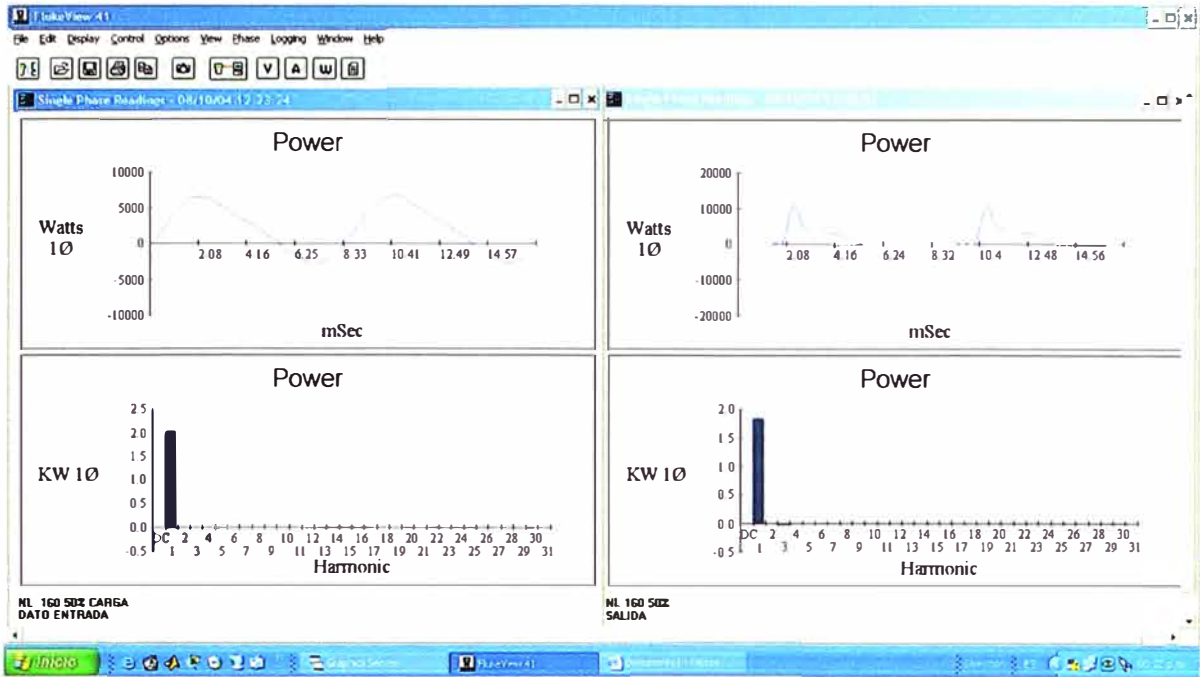 FlukeView 41
File Edit Display Control Options View Phase Logging Window Help
V A W
Single Phase Readings - 08/10/04 12:23:24
Power
10000
5000
0
-5000
-10000
Watts
1Ø
2.08 4.16 6.25 8.33 10.41 12.49 14.57
mSec
Power
2.5
2.0
1.5
1.0
0.5
0.0
-0.5
KW 1Ø
DC 2 4 6 8 10 12 14 16 18 20 22 24 26 28 30
1 3 5 7 9 11 13 15 17 19 21 23 25 27 29 31
Harmonic
NL 160 50% CARGA
DATO ENTRADA
Power
20000
10000
0
-10000
-20000
Watts
1Ø
2.08 4.16 6.24 8.32 10.4 12.48 14.56
mSec
Power
2.0
1.5
1.0
0.5
0.0
-0.5
KW 1Ø
DC 2 4 6 8 10 12 14 16 18 20 22 24 26 28 30
1 3 5 7 9 11 13 15 17 19 21 23 25 27 29 31
Harmonic
NL 160 50%
SALIDA
Inicio
FlukeView 41
ES